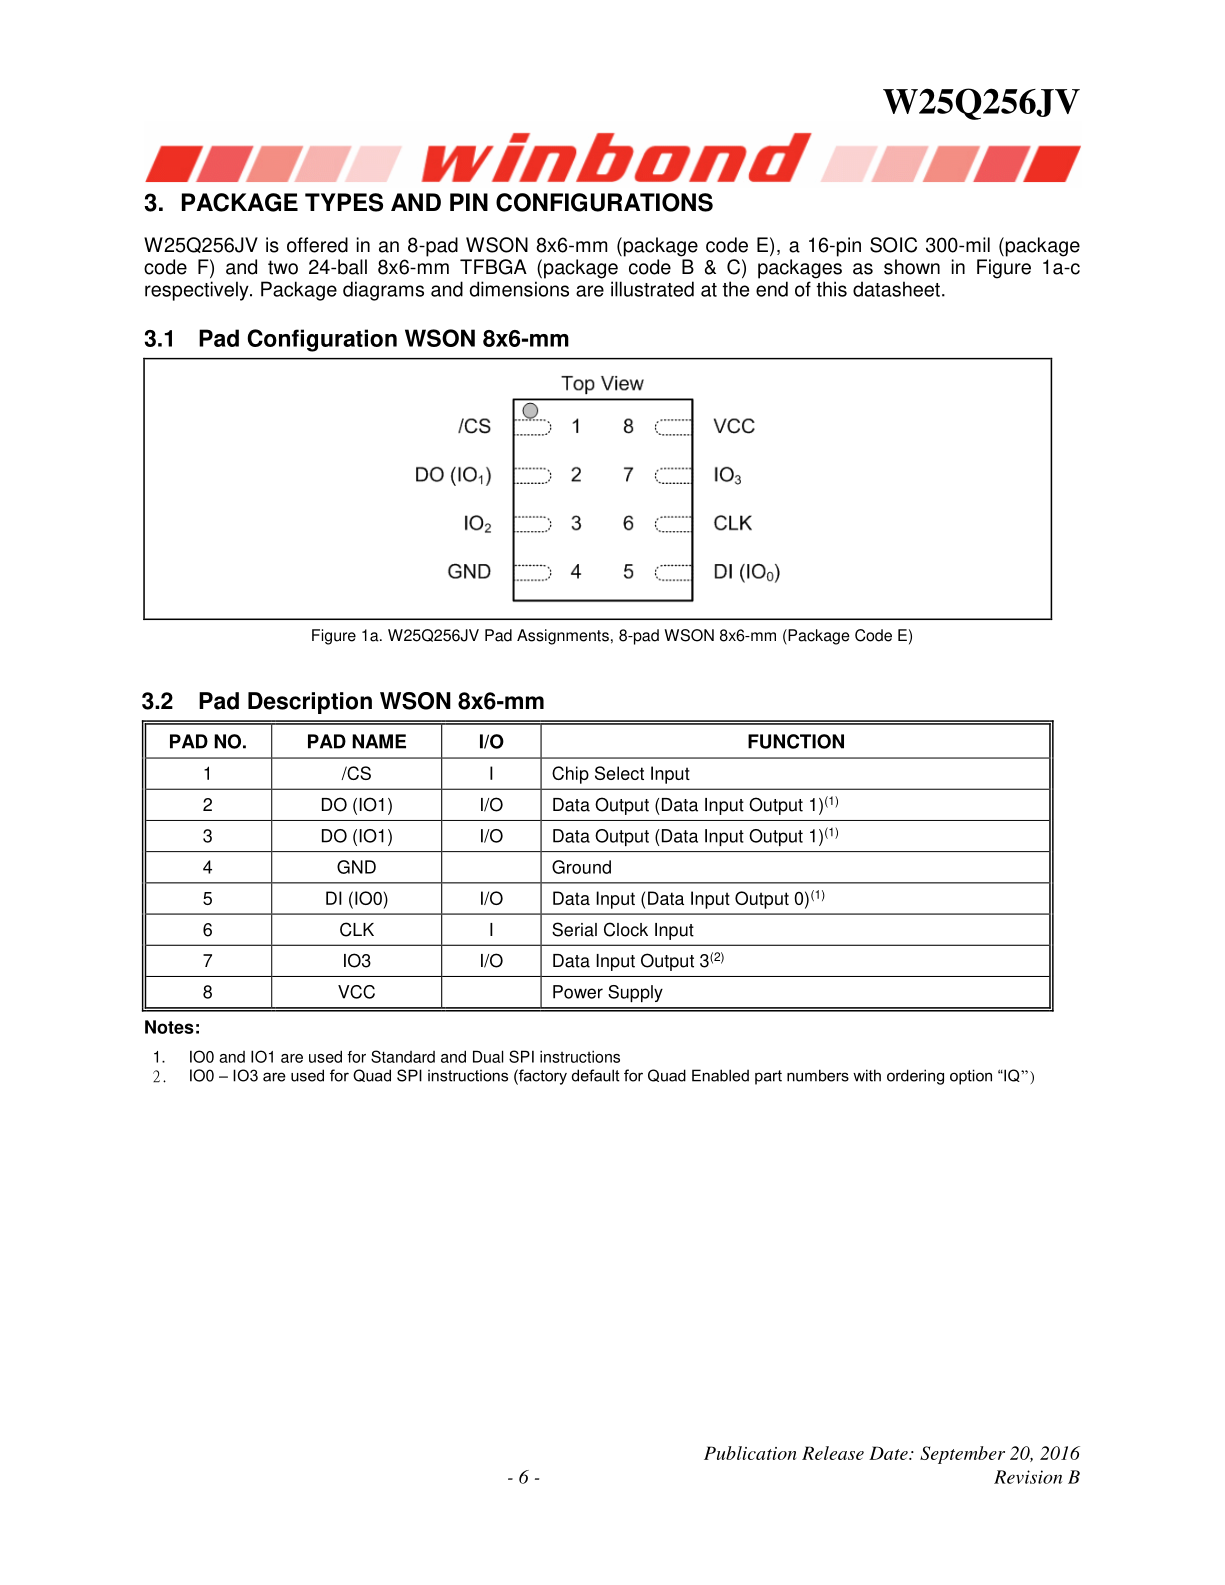 W25Q256JV
winbond
3. PACKAGE TYPES AND PIN CONFIGURATIONS
W25Q256JV is offered in an 8-pad WSON 8x6-mm (package code E), a 16-pin SOIC 300-mil (package
code F) and two 24-ball 8x6-mm TFBGA (package code B & C) packages as shown in Figure 1a-c
respectively. Package diagrams and dimensions are illustrated at the end of this datasheet.
3.1 Pad Configuration WSON 8x6-mm
Top View
/CS 1 8 VCC
DO (IO₁) 2 7 IO₃
IO₂ 3 6 CLK
GND 4 5 DI (IO₀)
Figure 1a. W25Q256JV Pad Assignments, 8-pad WSON 8x6-mm (Package Code E)
3.2 Pad Description WSON 8x6-mm
PAD NO. PAD NAME I/O FUNCTION
1 /CS I Chip Select Input
2 DO (IO1) I/O Data Output (Data Input Output 1)⁽¹⁾
3 DO (IO1) I/O Data Output (Data Input Output 1)⁽¹⁾
4 GND Ground
5 DI (IO0) I/O Data Input (Data Input Output 0)⁽¹⁾
6 CLK I Serial Clock Input
7 IO3 I/O Data Input Output 3⁽²⁾
8 VCC Power Supply
Notes:
1. IO0 and IO1 are used for Standard and Dual SPI instructions
2. IO0 – IO3 are used for Quad SPI instructions (factory default for Quad Enabled part numbers with ordering option “IQ”)
Publication Release Date: September 20, 2016
- 6 - Revision B